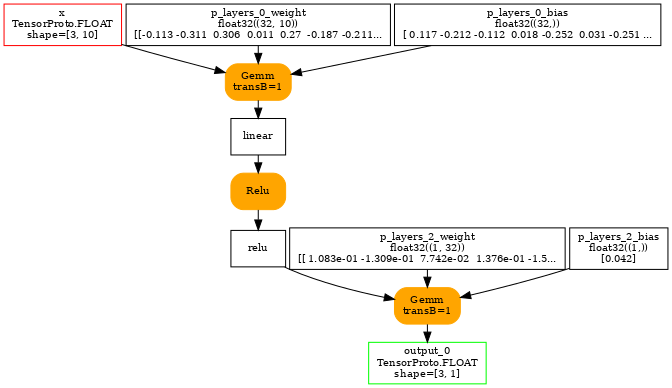 x
TensorProto.FLOAT
shape=[3, 10]
p_layers_0_weight
float32((32, 10))
[[-0.113 -0.311  0.306  0.011  0.27  -0.187 -0.211...
p_layers_0_bias
float32((32,))
[ 0.117 -0.212 -0.112  0.018 -0.252  0.031 -0.251 ...
Gemm
transB=1
linear
Relu
relu
p_layers_2_weight
float32((1, 32))
[[ 1.083e-01 -1.309e-01  7.742e-02  1.376e-01 -1.5...
p_layers_2_bias
float32((1,))
[0.042]
Gemm
transB=1
output_0
TensorProto.FLOAT
shape=[3, 1]